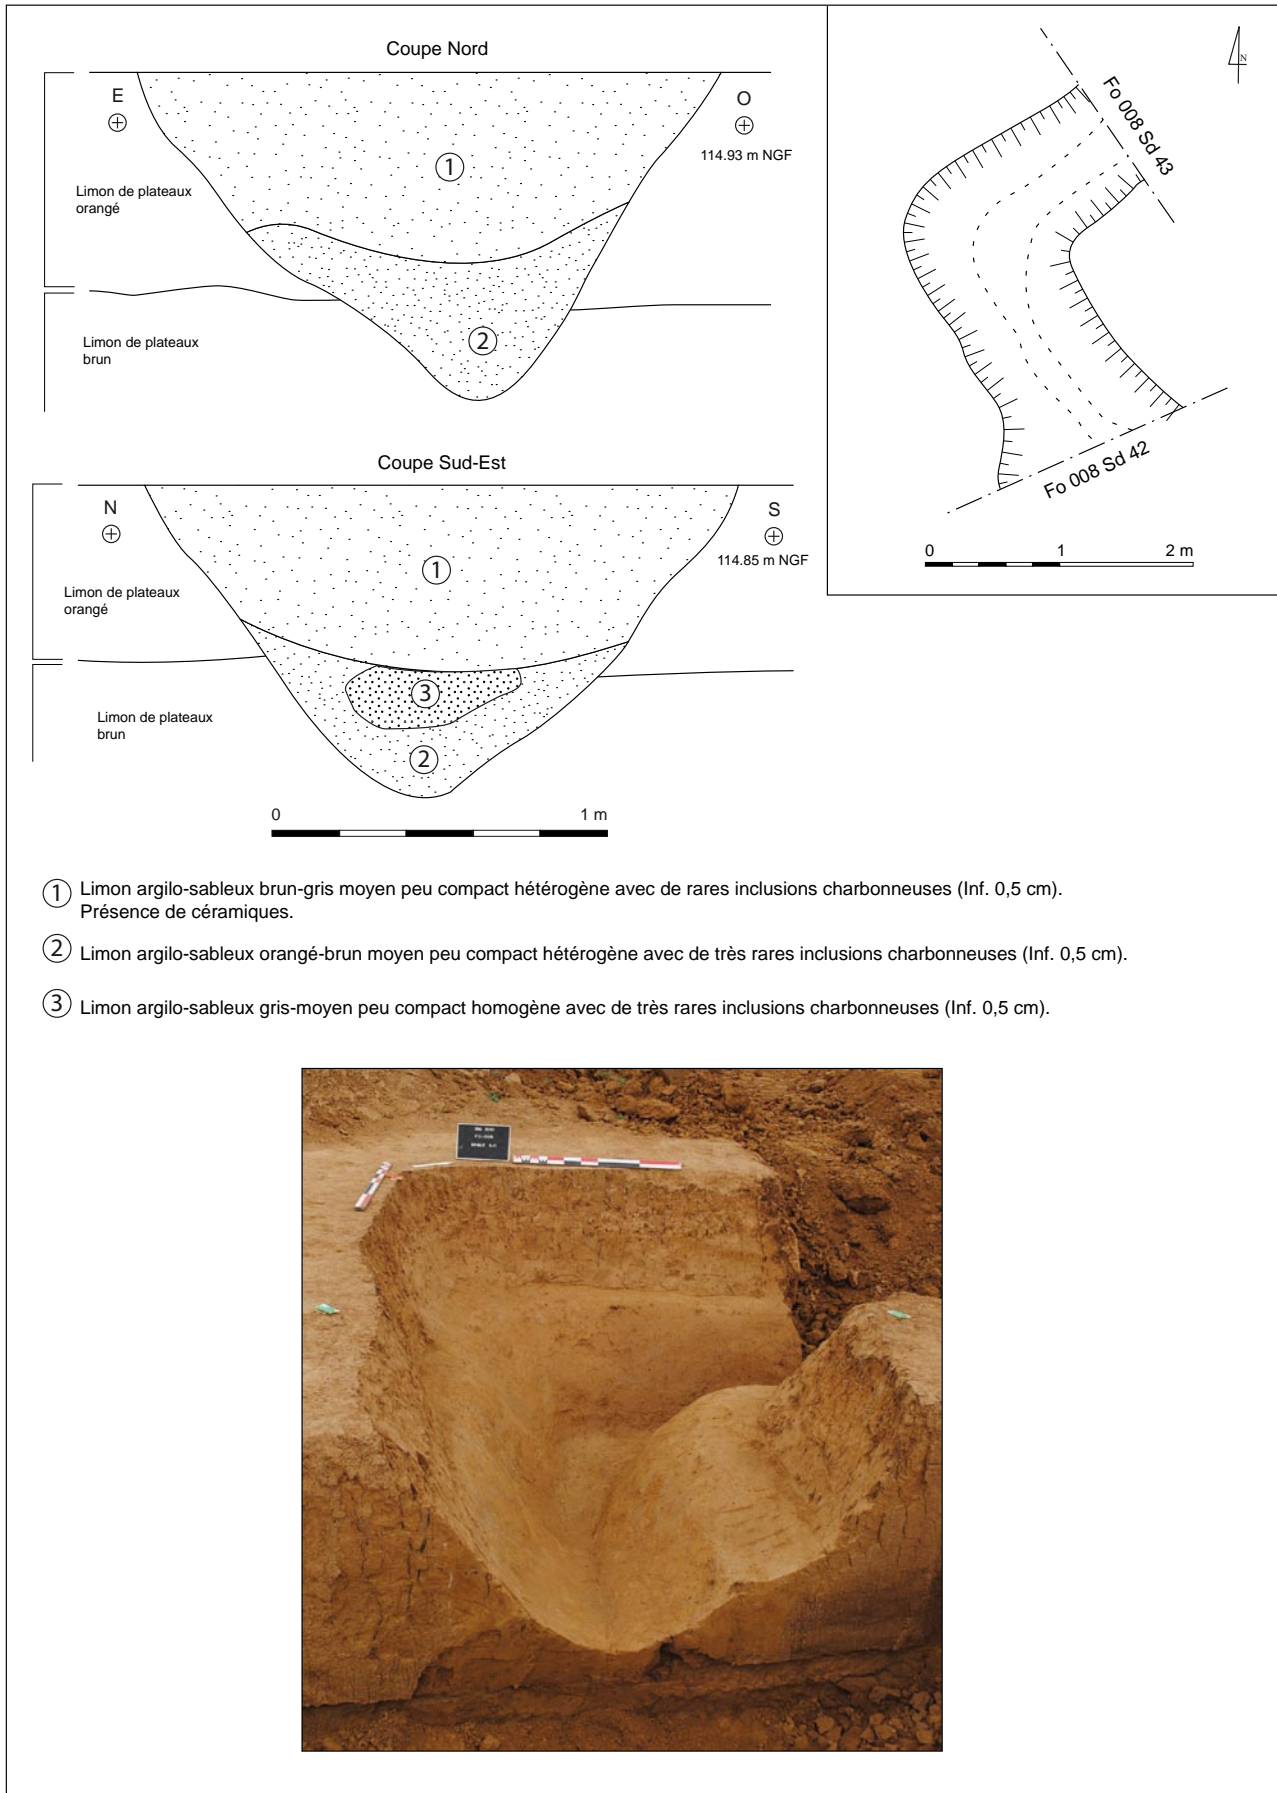 Coupe Nord
E
O
114.93 m NGF
Limon de plateaux
orangé
Limon de plateaux
brun
1
2
N
Fo 008 Sd 43
Fo 008 Sd 42
0 1 2 m
Coupe Sud-Est
N
S
114.85 m NGF
Limon de plateaux
orangé
Limon de plateaux
brun
1
3
2
0 1 m
1 Limon argilo-sableux brun-gris moyen peu compact hétérogène avec de rares inclusions charbonneuses (Inf. 0,5 cm).
Présence de céramiques.
2 Limon argilo-sableux orangé-brun moyen peu compact hétérogène avec de très rares inclusions charbonneuses (Inf. 0,5 cm).
3 Limon argilo-sableux gris-moyen peu compact homogène avec de très rares inclusions charbonneuses (Inf. 0,5 cm).